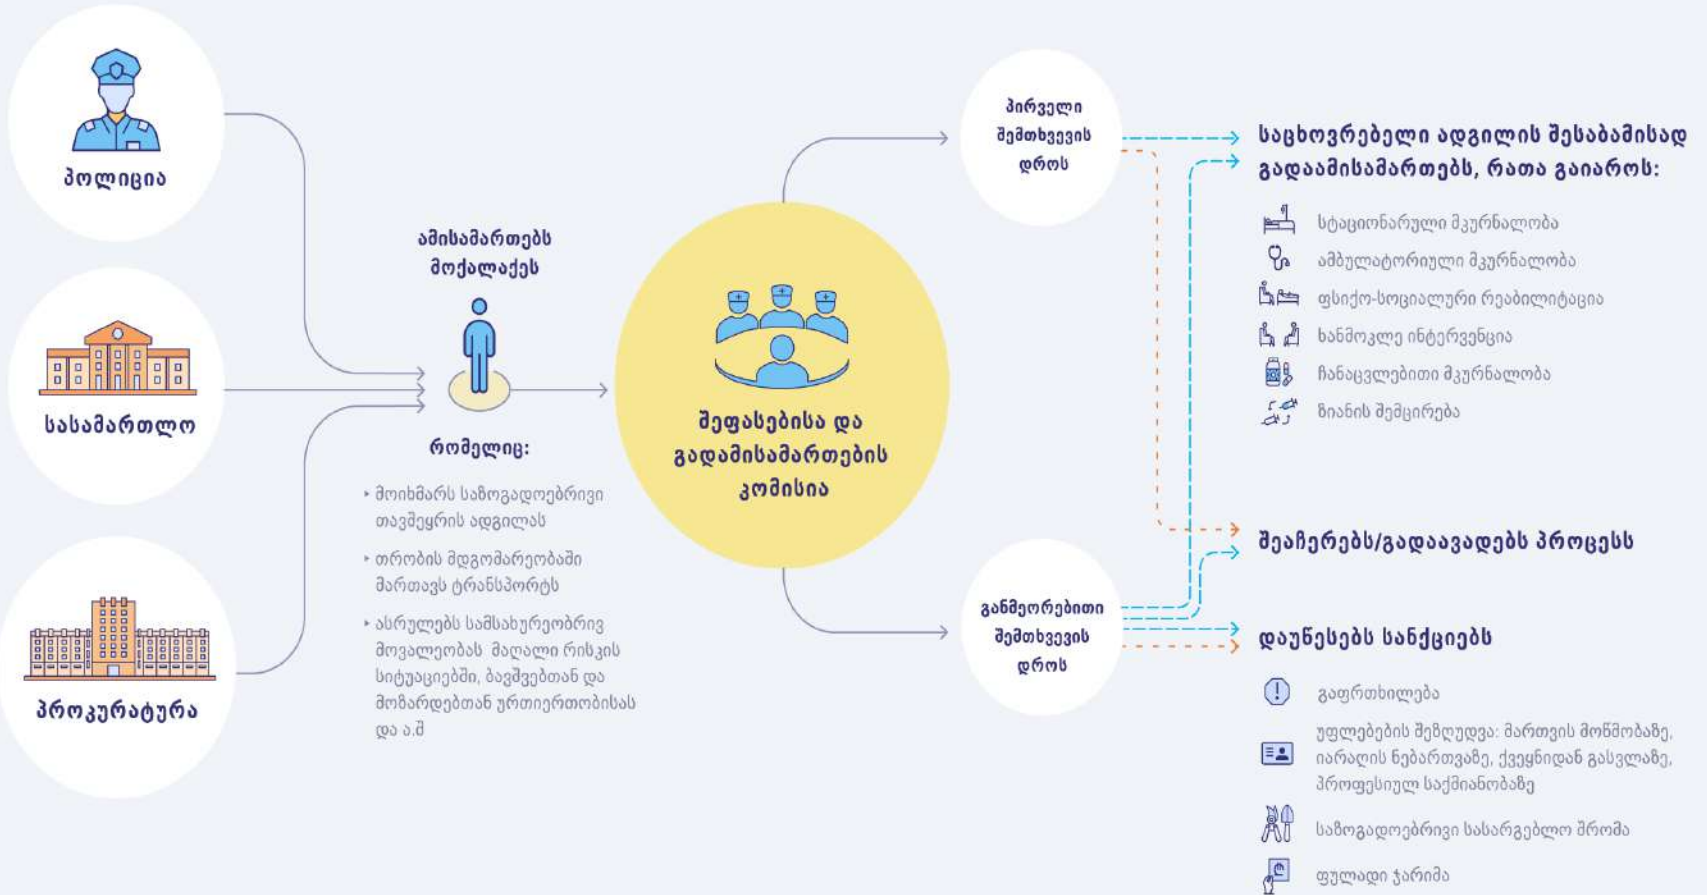 პოლიცია
სასამართლო
პროკურატურა
ამისამართებს
მოქალაქეს
რომელიც:
‣ მოიხმარს საზოგადოებრივი
თავშეყრის ადგილას
‣ თრობის მდგომარეობაში
მართავს ტრანსპორტს
‣ ასრულებს სამსახურეობრივ
მოვალეობას მაღალი რისკის
სიტუაციებში, ბავშვებთან და
მოზარდებთან ურთიერთობისას
და ა.შ
შეფასებისა და
გადამისამართების
კომისია
პირველი
შემთხვევის
დროს
განმეორებითი
შემთხვევის
დროს
საცხოვრებელი ადგილის შესაბამისად
გადაამისამართებს, რათა გაიაროს:
სტაციონარული მკურნალობა
ამბულატორიული მკურნალობა
ფსიქო-სოციალური რეაბილიტაცია
ხანმოკლე ინტერვენცია
ჩანაცვლებითი მკურნალობა
ზიანის შემცირება
შეაჩერებს/გადაავადებს პროცესს
დაუწესებს სანქციებს
გაფრთხილება
უფლებების შეზღუდვა: მართვის მოწმობაზე,
იარაღის ნებართვაზე, ქვეყნიდან გასვლაზე,
პროფესიულ საქმიანობაზე
საზოგადოებრივი სასარგებლო შრომა
ფულადი ჯარიმა